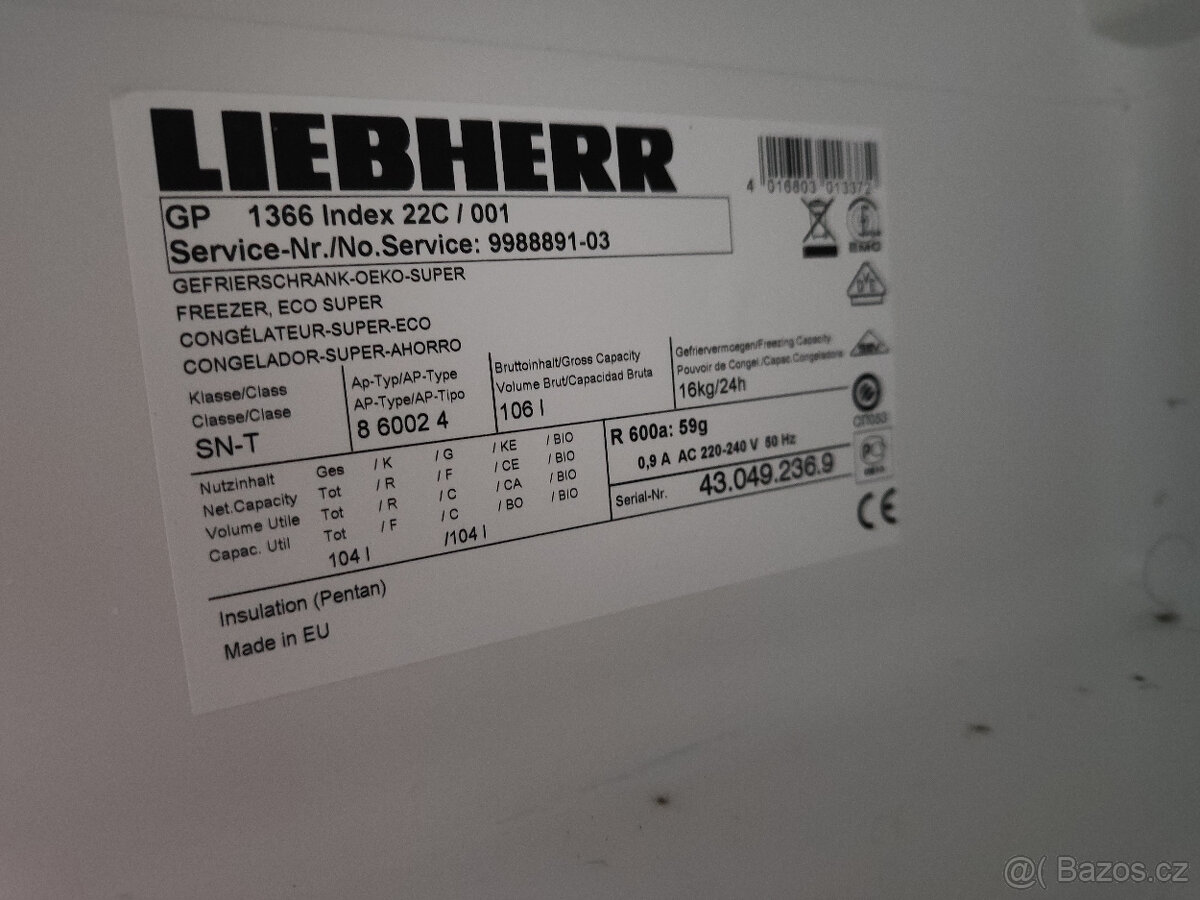 LIEBHERR
4 016803 013372
GP 1366 Index 22C / 001
Service-Nr./No.Service: 9988891-03
GEFRIERSCHRANK-OEKO-SUPER
FREEZER, ECO SUPER
CONGÉLATEUR-SUPER-ECO
CONGELADOR-SUPER-AHORRO
EMC
Klasse/Class
Classe/Clase
SN-T
Ap-Typ/AP-Type
AP-Type/AP-Tipo
8 6002 4
Bruttoinhalt/Gross Capacity
Volume Brut/Capacidad Bruta
106 l
Gefriervermoegen/Freezing Capacity
Pouvoir de Congel./Capac.Congeladora
16kg/24h
Nutzinhalt Ges / K / G / KE / BIO
Net.Capacity Tot / R / F / CE / BIO
Volume Utile Tot / R / C / CA / BIO
Capac. Util Tot / F / C / BO / BIO
104 l /104 l
R 600a: 59g
0,9 A AC 220-240 V 50 Hz
Serial-Nr. 43.049.236.9
CE
Insulation (Pentan)
Made in EU
@( Bazos.cz